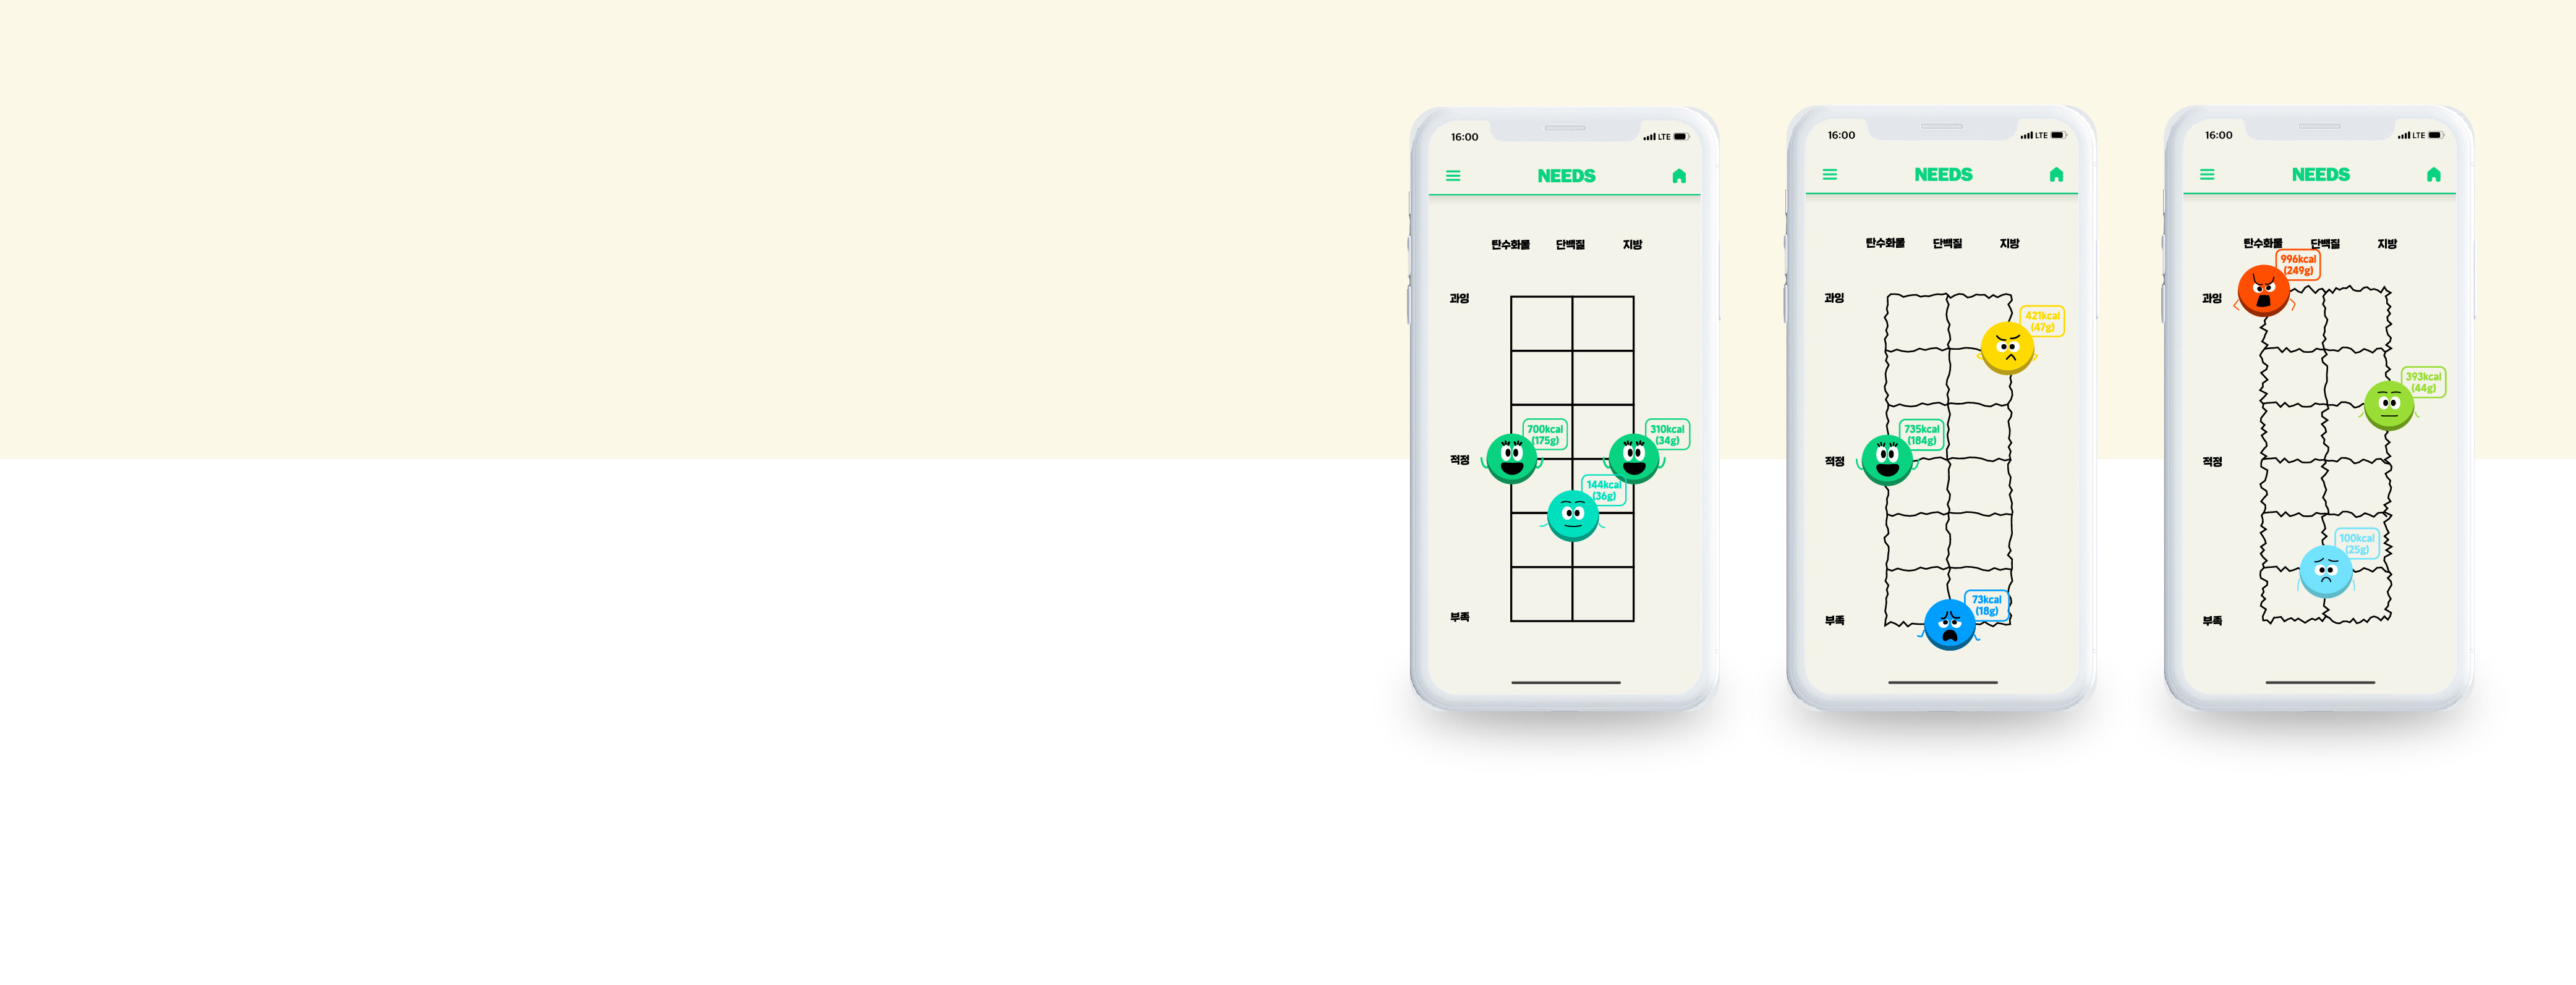 16:00
LTE
NEEDS
탄수화물 단백질 지방
과잉
적정
부족
700kcal
(175g)
310kcal
(34g)
144kcal
(36g)
16:00
LTE
NEEDS
탄수화물 단백질 지방
과잉
적정
부족
421kcal
(47g)
735kcal
(184g)
73kcal
(18g)
16:00
LTE
NEEDS
탄수화물 단백질 지방
과잉
적정
부족
996kcal
(249g)
393kcal
(44g)
100kcal
(25g)